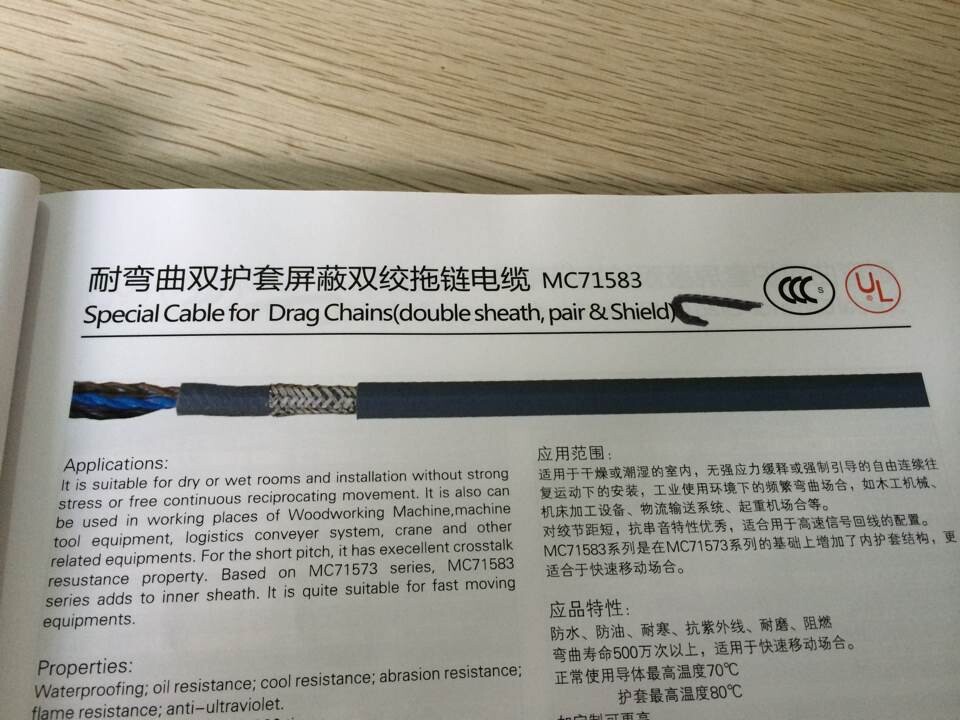 耐弯曲双护套屏蔽双绞拖链电缆 MC71583
Special Cable for Drag Chains(double sheath, pair & Shield)
CCC S
UL ®
Applications:
It is suitable for dry or wet rooms and installation without strong
stress or free continuous reciprocating movement. It is also can
be used in working places of Woodworking Machine,machine
tool equipment, logistics conveyer system, crane and other
related equipments. For the short pitch, it has execellent crosstalk
resustance property. Based on MC71573 series, MC71583
series adds to inner sheath. It is quite suitable for fast moving
equipments.
Properties:
Waterproofing; oil resistance; cool resistance; abrasion resistance;
flame resistance; anti-ultraviolet.
应用范围:
适用于干燥或潮湿的室内，无强应力缓释或强制引导的自由连续往
复运动下的安装，工业使用环境下的频繁弯曲场合，如木工机械、
机床加工设备、物流输送系统、起重机场合等。
对绞节距短，抗串音特性优秀，适合用于高速信号回线的配置。
MC71583系列是在MC71573系列的基础上增加了内护套结构，更
适合于快速移动场合。
应品特性:
防水、防油、耐寒、抗紫外线、耐磨、阻燃
弯曲寿命500万次以上，适用于快速移动场合。
正常使用导体最高温度70℃
护套最高温度80℃
如定制可更高